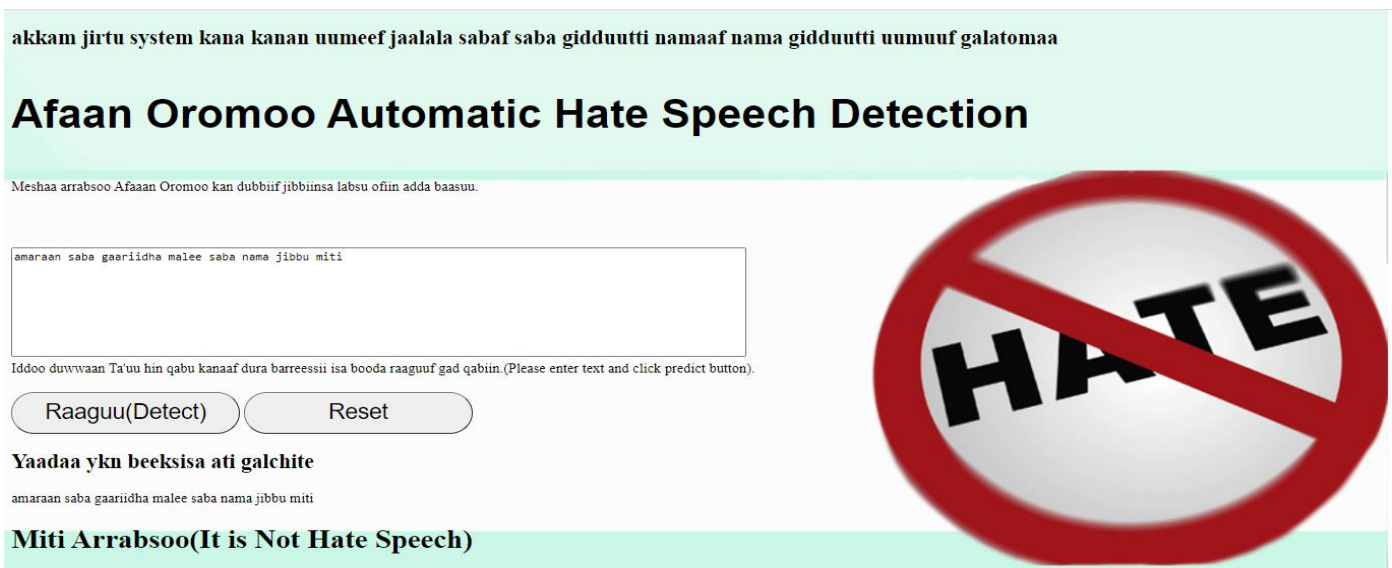 akkam jirtu system kana kanan uumeef jaalala sabaf saba gidduutti namaaf nama gidduutti uumuuf galatomaa
Afaan Oromoo Automatic Hate Speech Detection
Meshaa arrabsoo Afaaan Oromoo kan dubbiif jibbiinsa labsu ofiin adda baasuu.
amaraan saba gaariidha malee saba nama jibbu miti
Iddoo duwwaan Ta'uu hin qabu kanaaf dura barreessii isa booda raaguuf gad qabiin.(Please enter text and click predict button).
Raaguu(Detect) Reset
Yaadaa ykn beeksisa ati galchite
amaraan saba gaariidha malee saba nama jibbu miti
Miti Arrabsoo(It is Not Hate Speech)
HATE